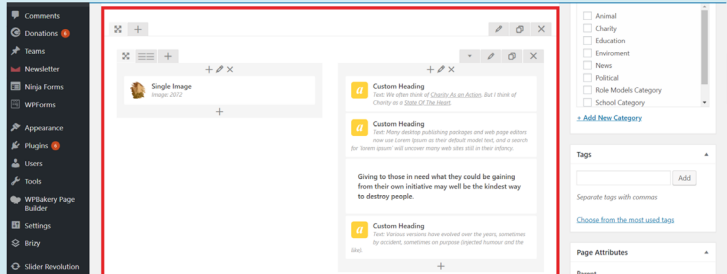 Comments
Donations 6
Teams
Newsletter
Ninja Forms
WPForms
Appearance
Plugins 6
Users
Tools
WPBakery Page
Builder
Settings
Brizy
Slider Revolution
Single Image
Image: 2072
a
Custom Heading
Text: We often think of Charity As an Action. But I think of
Charity as a State Of The Heart.
a
Custom Heading
Text: Many desktop publishing packages and web page editors
now use Lorem Ipsum as their default model text, and a search
for 'lorem ipsum' will uncover many web sites still in their infancy.
Giving to those in need what they could be gaining
from their own initiative may well be the kindest way
to destroy people.
a
Custom Heading
Text: Various versions have evolved over the years, sometimes
by accident, sometimes on purpose (injected humour and the
like).
Animal
Charity
Education
Enviroment
News
Political
Role Models Category
School Category
+ Add New Category
Tags
Add
Separate tags with commas
Choose from the most used tags
Page Attributes
Parent